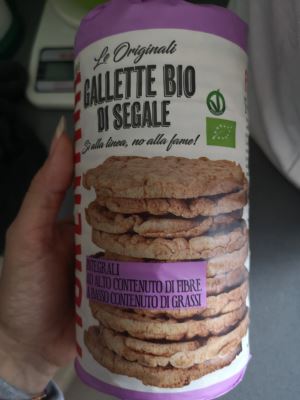 Le Originali
GALLETTE BIO
DI SEGALE
Si alla linea, no alla fame!
INTEGRALI
AD ALTO CONTENUTO DI FIBRE
A BASSO CONTENUTO DI GRASSI